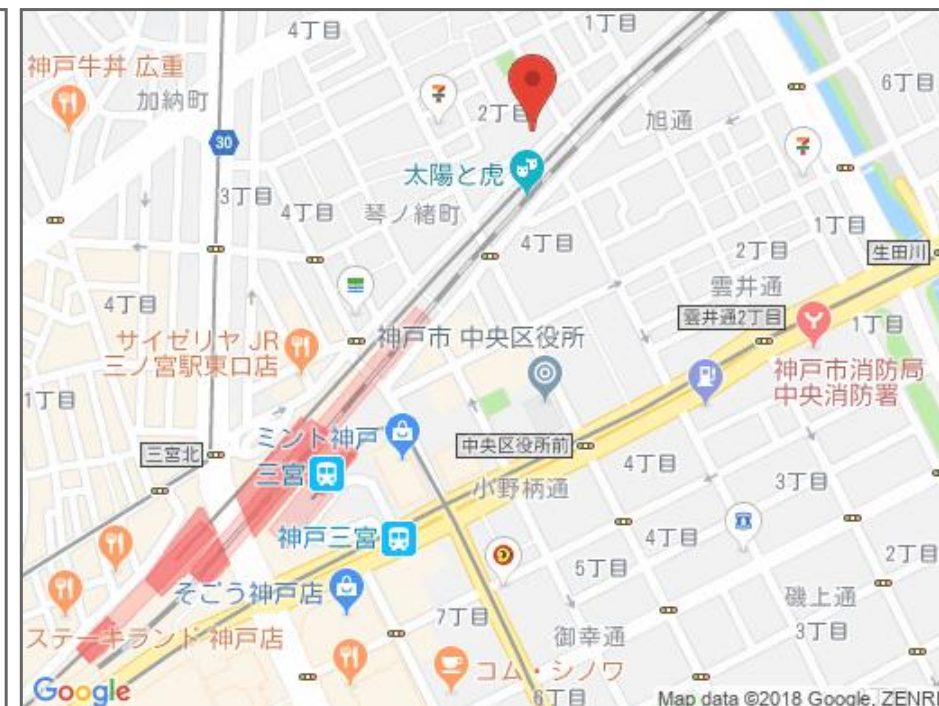 4丁目
1丁目
神戸牛丼 広重
加納町
6丁目
2丁目
旭通
30
太陽と虎
3丁目
4丁目
琴ノ緒町
1丁目
4丁目
2丁目
生田川
雲井通
4丁目
雲井通2丁目
1丁目
サイゼリヤ JR
三ノ宮駅東口店
神戸市 中央区役所
神戸市消防局
中央消防署
1丁目
ミント神戸
三宮北
中央区役所前
三宮
4丁目
小野柄通
3丁目
神戸三宮
4丁目
2丁目
5丁目
そごう神戸店
磯上通
7丁目
3丁目
御幸通
ステーキランド 神戸店
コム・シノワ
6丁目
Google
Map data ©2018 Google, ZENRI